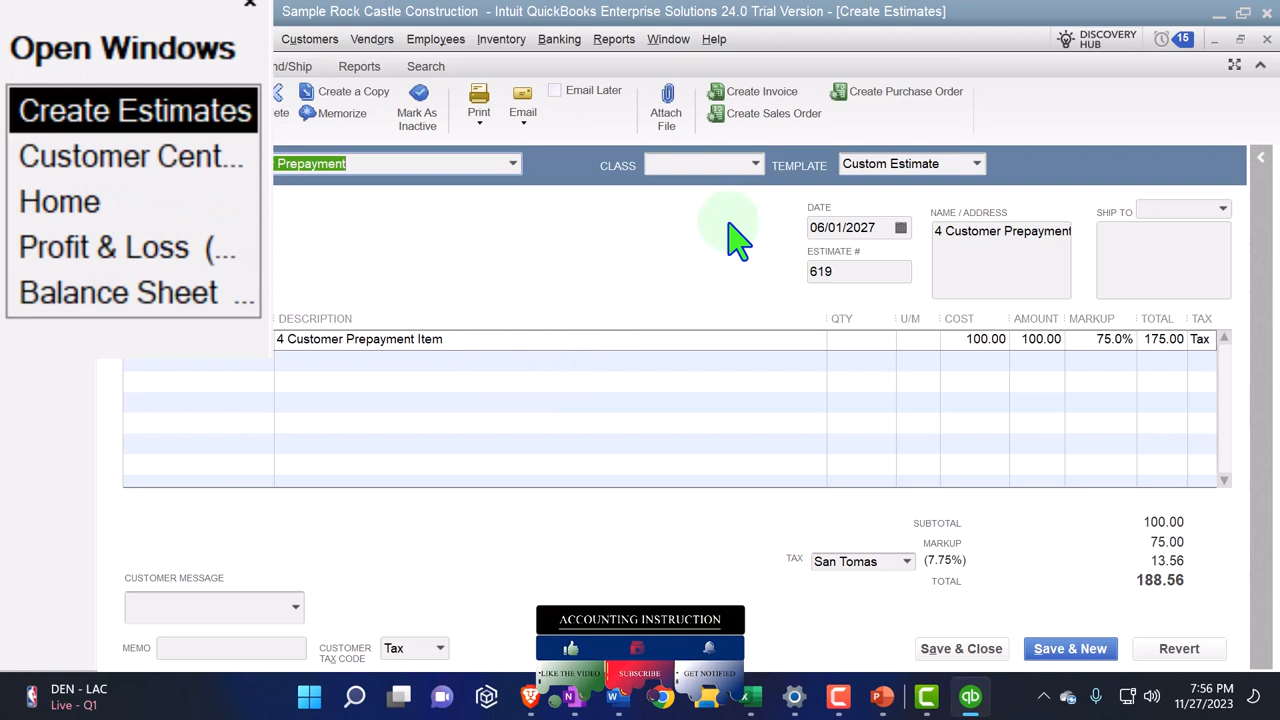 Sample Rock Castle Construction - Intuit QuickBooks Enterprise Solutions 24.0 Trial Version - [Create Estimates]
Open Windows
Create Estimates
Customer Cent...
Home
Profit & Loss (...
Balance Sheet ...
Customers Vendors Employees Inventory Banking Reports Window Help
DISCOVERY HUB
15
nd/Ship Reports Search
ete
Create a Copy
Memorize
Mark As Inactive
Print
Email
Email Later
Attach File
Create Invoice
Create Sales Order
Create Purchase Order
r Prepayment
CLASS
TEMPLATE
Custom Estimate
DATE
06/01/2027
ESTIMATE #
619
NAME / ADDRESS
4 Customer Prepayment
SHIP TO
DESCRIPTION QTY U/M COST AMOUNT MARKUP TOTAL TAX
4 Customer Prepayment Item 100.00 100.00 75.0% 175.00 Tax
SUBTOTAL 100.00
MARKUP 75.00
TAX San Tomas (7.75%) 13.56
TOTAL 188.56
CUSTOMER MESSAGE
MEMO
CUSTOMER TAX CODE
Tax
ACCOUNTING INSTRUCTION
LIKE THE VIDEO
SUBSCRIBE
GET NOTIFIED
Save & Close
Save & New
Revert
DEN - LAC
Live - Q1
7:56 PM
11/27/2023